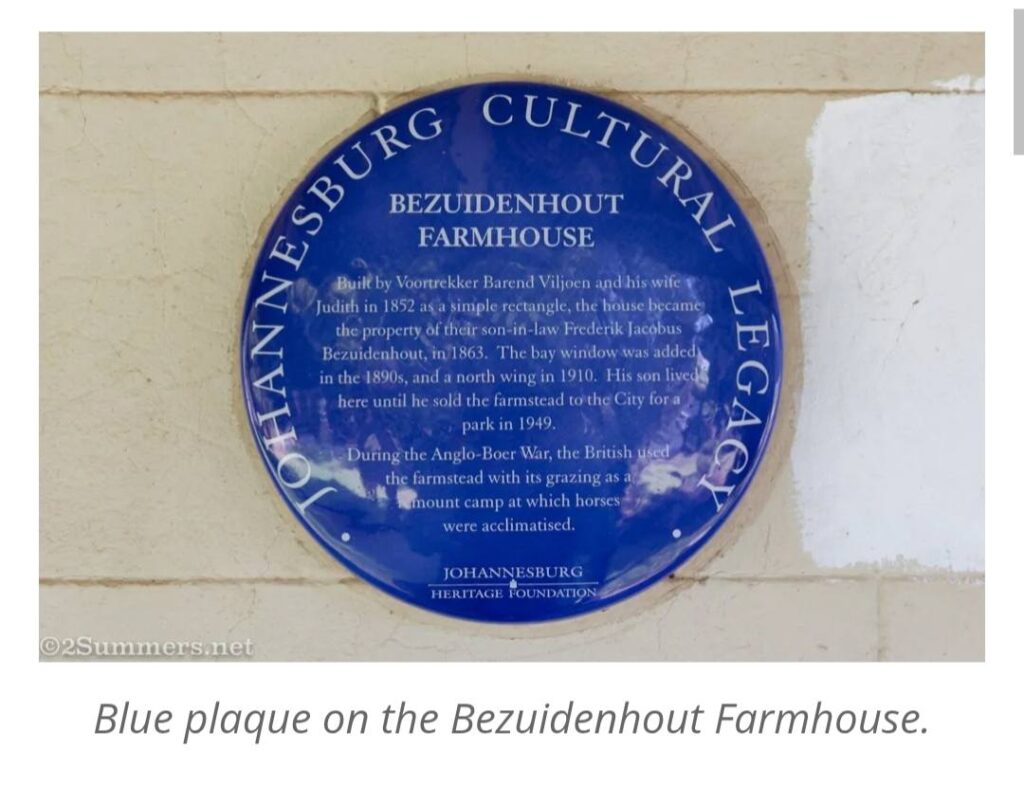 JOHANNESBURG CULTURAL LEGACY
BEZUIDENHOUT
FARMHOUSE
Built by Voortrekker Barend Viljoen and his wife
Judith in 1852 as a simple rectangle, the house became
the property of their son-in-law Frederik Jacobus
Bezuidenhout, in 1863. The bay window was added
in the 1890s, and a north wing in 1910. His son lived
here until he sold the farmstead to the City for a
park in 1949.
During the Anglo-Boer War, the British used
the farmstead with its grazing as a
mount camp at which horses
were acclimatised.
JOHANNESBURG
HERITAGE FOUNDATION
©2Summers.net
Blue plaque on the Bezuidenhout Farmhouse.